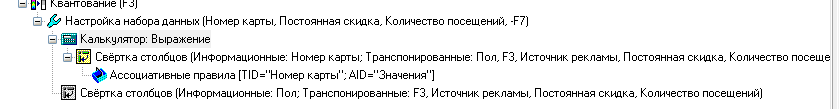 Квантование (F3)
Настройка набора данных (Номер карты, Постоянная скидка, Количество посещений, -F7)
Калькулятор: Выражение
Свёртка столбцов (Информационные: Номер карты; Транспонированные: Пол, F3, Источник рекламы, Постоянная скидка, Количество посеще
Ассоциативные правила [TID="Номер карты"; AID="Значения"]
Свёртка столбцов (Информационные: Пол; Транспонированные: F3, Источник рекламы, Постоянная скидка, Количество посещений)